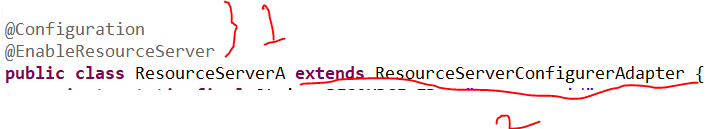 @Configuration
1
@EnableResourceServer
public class ResourceServerA extends ResourceServerConfigurerAdapter {
2